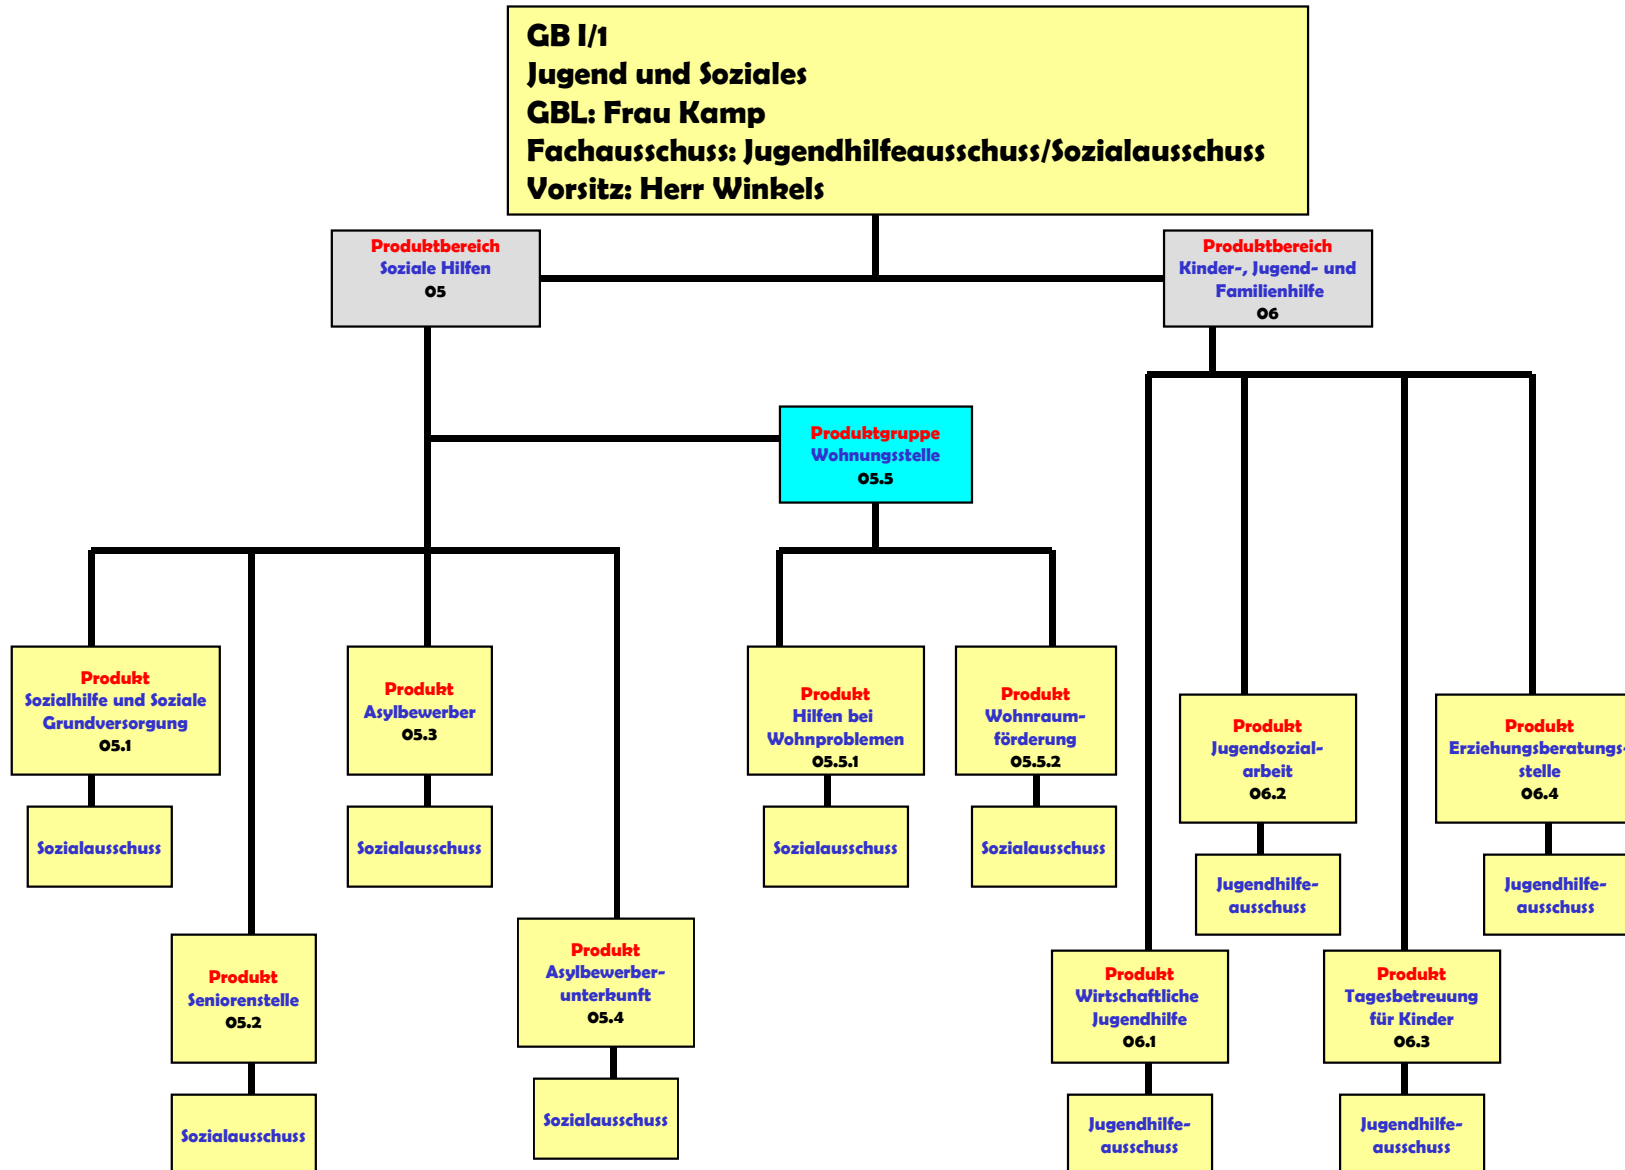 GB I/1
Jugend und Soziales
GBL: Frau Kamp
Fachausschuss: Jugendhilfeausschuss/Sozialausschuss
Vorsitz: Herr Winkels
Produktbereich
Soziale Hilfen
05
Produktbereich
Kinder-, Jugend- und
Familienhilfe
06
Produktgruppe
Wohnungsstelle
05.5
Produkt
Sozialhilfe und Soziale
Grundversorgung
05.1
Sozialausschuss
Produkt
Seniorenstelle
05.2
Sozialausschuss
Produkt
Asylbewerber
05.3
Sozialausschuss
Produkt
Asylbewerber-
unterkunft
05.4
Sozialausschuss
Produkt
Hilfen bei
Wohnproblemen
05.5.1
Sozialausschuss
Produkt
Wohnraum-
förderung
05.5.2
Sozialausschuss
Produkt
Wirtschaftliche
Jugendhilfe
06.1
Jugendhilfe-
ausschuss
Produkt
Jugendsozial-
arbeit
06.2
Jugendhilfe-
ausschuss
Produkt
Tagesbetreuung
für Kinder
06.3
Jugendhilfe-
ausschuss
Produkt
Erziehungsberatungs-
stelle
06.4
Jugendhilfe-
ausschuss